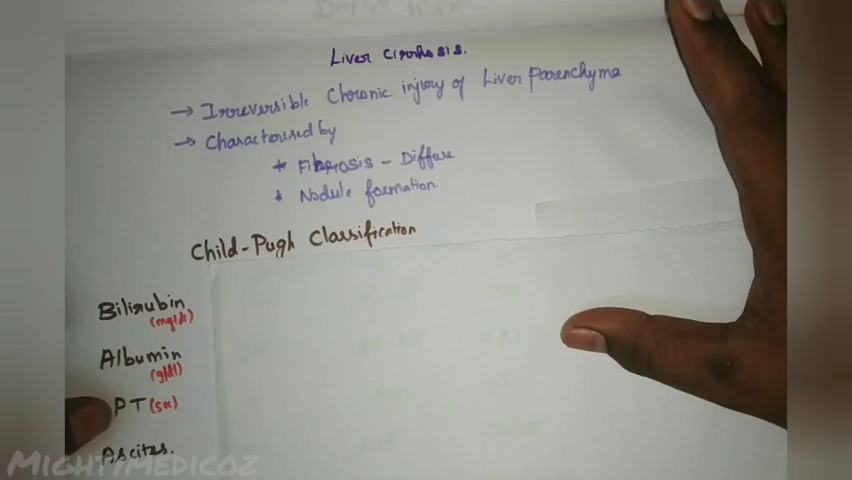 Liver Cirrhosis.
→ Irreversible Chronic injury of Liver Parenchyma
→ Characterised by
* Fibrosis - Diffuse
* Nodule formation
Child-Pugh Classification
Bilirubin
(mg/dl)
Albumin
(g/dl)
PT (sec)
Ascites.
MIGHTYMEDICOZ